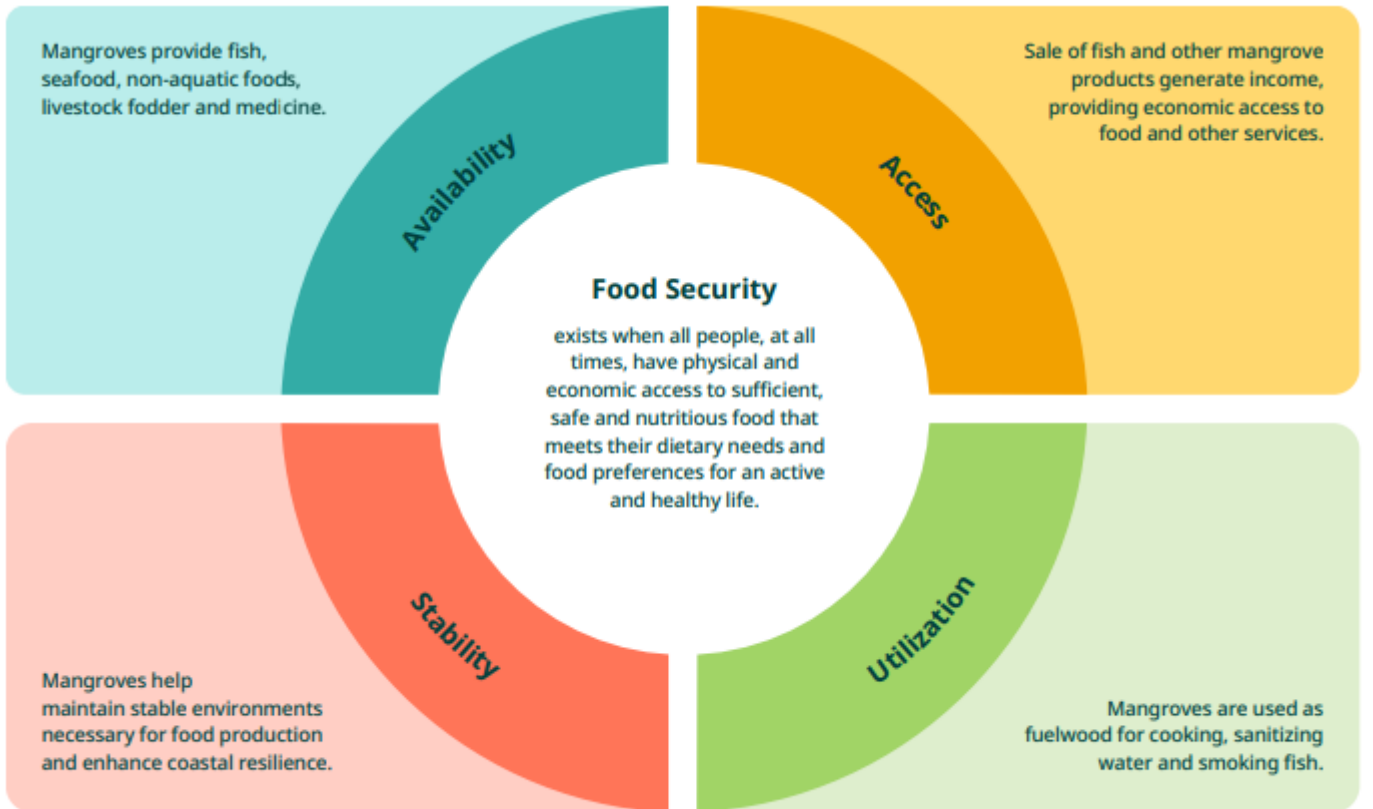 Mangroves provide fish,
seafood, non-aquatic foods,
livestock fodder and medicine.
Availability
Sale of fish and other mangrove
products generate income,
providing economic access to
food and other services.
Access
Food Security
exists when all people, at all
times, have physical and
economic access to sufficient,
safe and nutritious food that
meets their dietary needs and
food preferences for an active
and healthy life.
Stability
Mangroves help
maintain stable environments
necessary for food production
and enhance coastal resilience.
Utilization
Mangroves are used as
fuelwood for cooking, sanitizing
water and smoking fish.